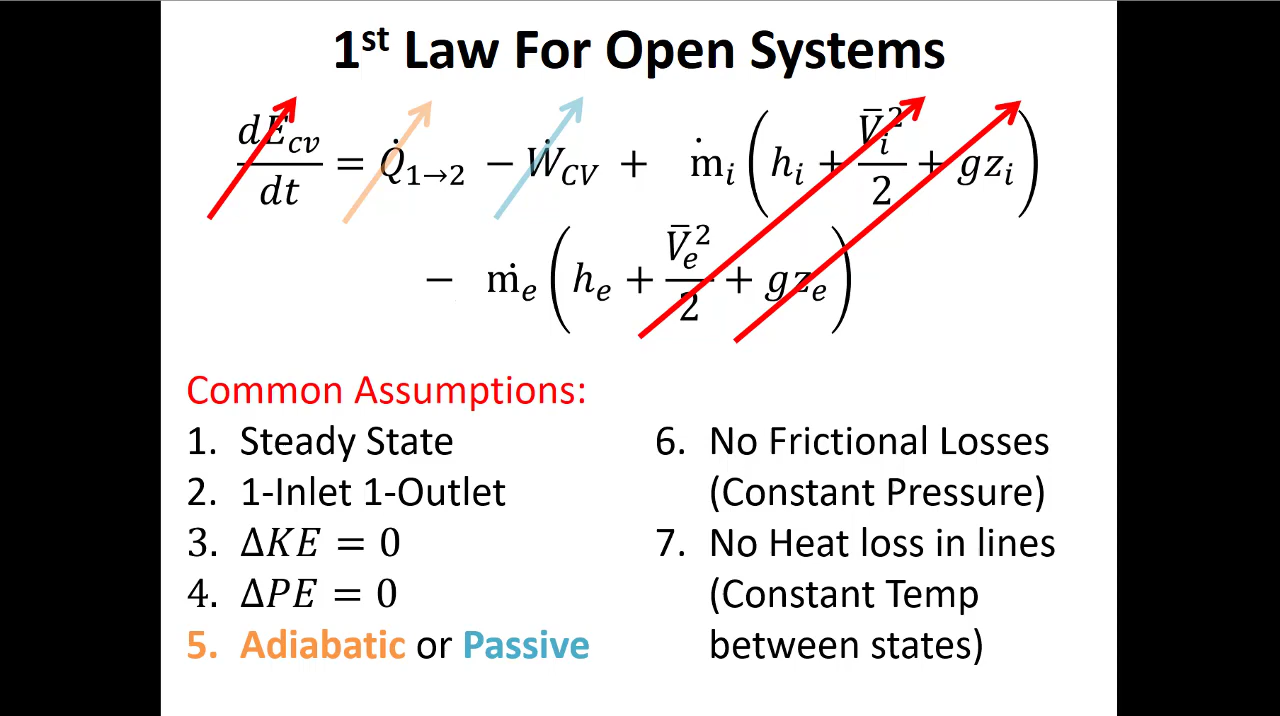 1st Law For Open Systems
dE_cv/dt = Q̇_1→2 − Ẇ_CV + ṁ_i (h_i + V̄_i²/2 + gz_i)
− ṁ_e (h_e + V̄_e²/2 + gz_e)
Common Assumptions:
1. Steady State
2. 1-Inlet 1-Outlet
3. ΔKE = 0
4. ΔPE = 0
5. Adiabatic or Passive
6. No Frictional Losses
(Constant Pressure)
7. No Heat loss in lines
(Constant Temp
between states)